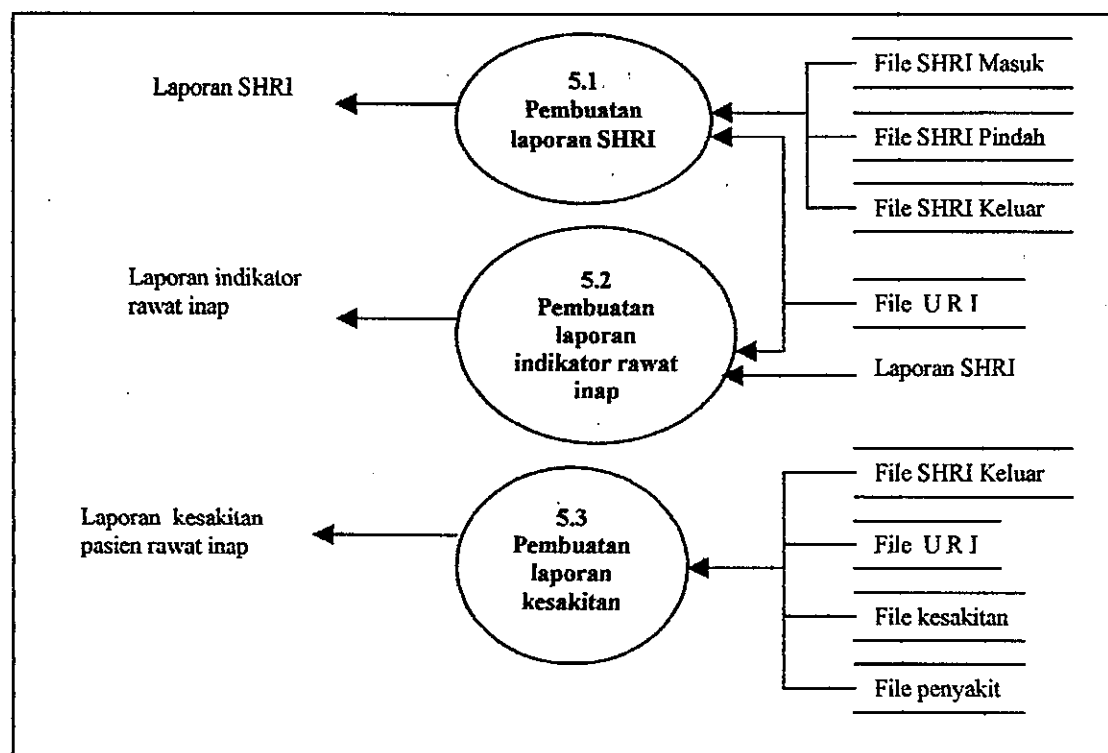 Laporan SHRI
5.1
Pembuatan
laporan SHRI
File SHRI Masuk
File SHRI Pindah
File SHRI Keluar
Laporan indikator
rawat inap
5.2
Pembuatan
laporan
indikator rawat
inap
File U R I
Laporan SHRI
Laporan kesakitan
pasien rawat inap
5.3
Pembuatan
laporan
kesakitan
File SHRI Keluar
File U R I
File kesakitan
File penyakit